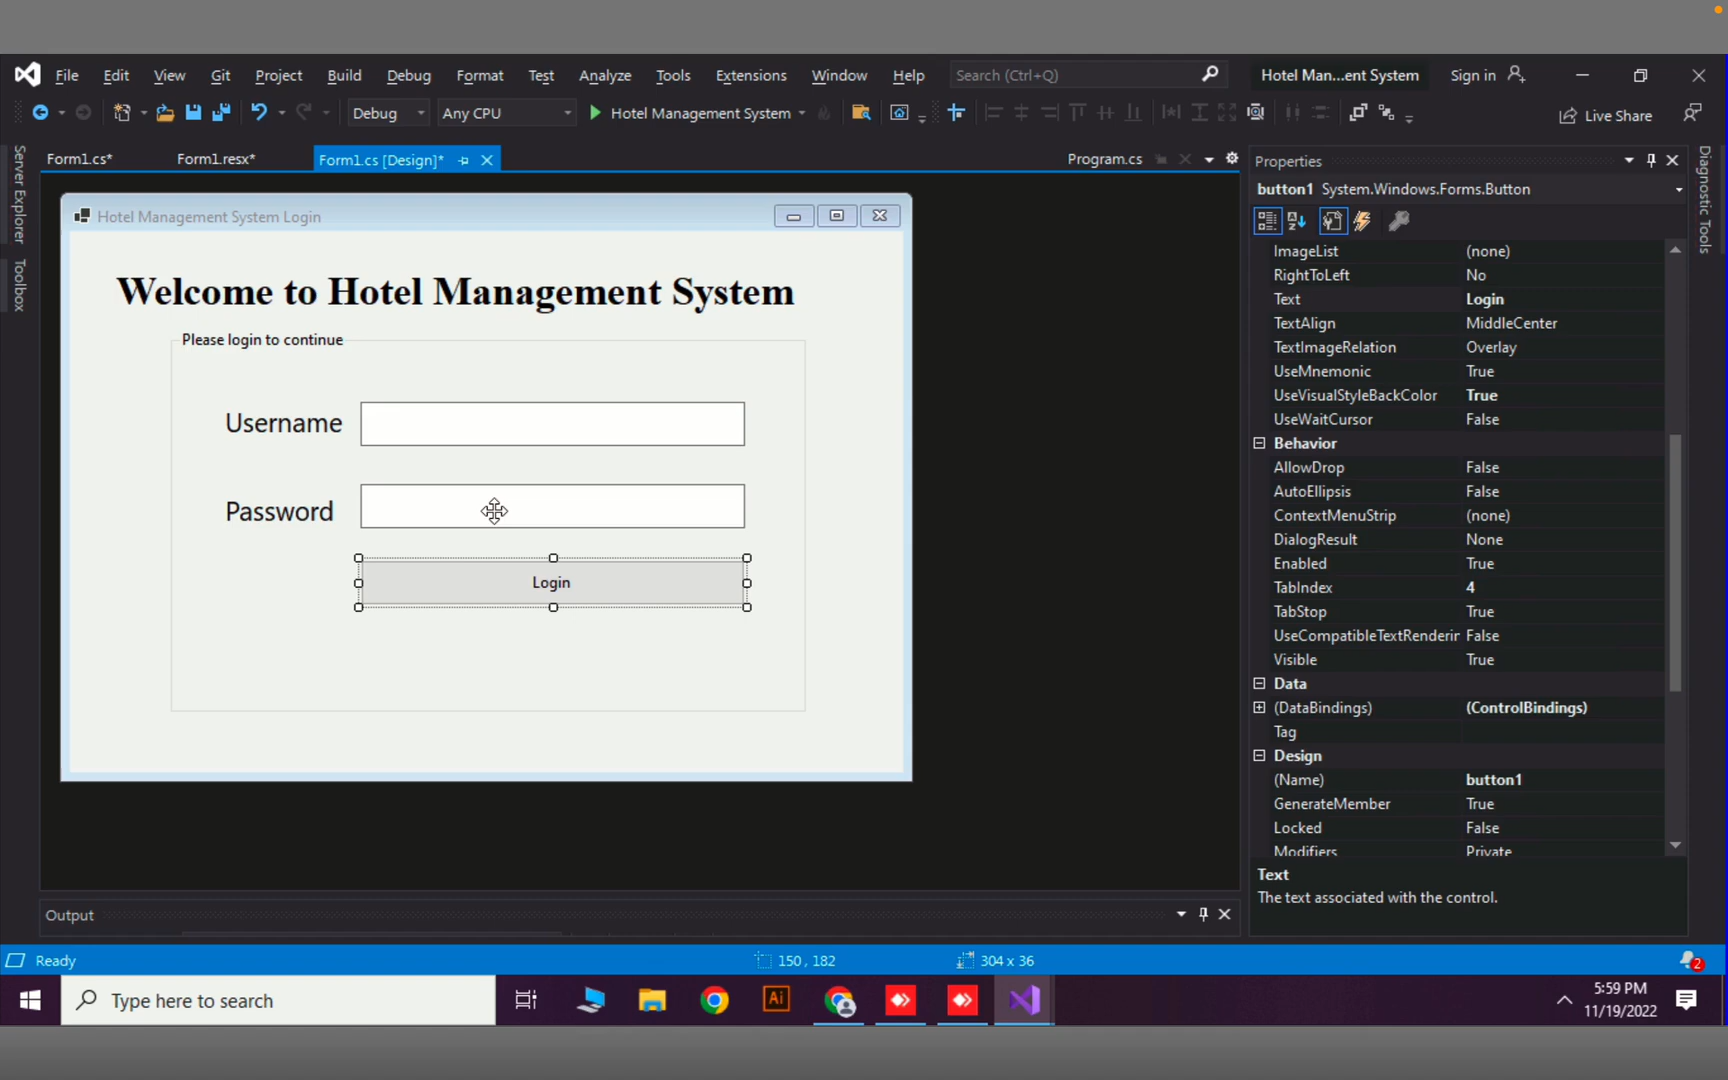 File Edit View Git Project Build Debug Format Test Analyze Tools Extensions Window Help Search (Ctrl+Q) Hotel Man...ent System Sign in
Debug Any CPU Hotel Management System Live Share
Server Explorer
Toolbox
Form1.cs* Form1.resx* Form1.cs [Design]* Program.cs
Hotel Management System Login
Welcome to Hotel Management System
Please login to continue
Username
Password
Login
Output
Properties
button1 System.Windows.Forms.Button
ImageList (none)
RightToLeft No
Text Login
TextAlign MiddleCenter
TextImageRelation Overlay
UseMnemonic True
UseVisualStyleBackColor True
UseWaitCursor False
Behavior
AllowDrop False
AutoEllipsis False
ContextMenuStrip (none)
DialogResult None
Enabled True
TabIndex 4
TabStop True
UseCompatibleTextRenderir False
Visible True
Data
(DataBindings) (ControlBindings)
Tag
Design
(Name) button1
GenerateMember True
Locked False
Modifiers Private
Text
The text associated with the control.
Diagnostic Tools
Ready 150 , 182 304 x 36 2
Type here to search Ai 5:59 PM
11/19/2022